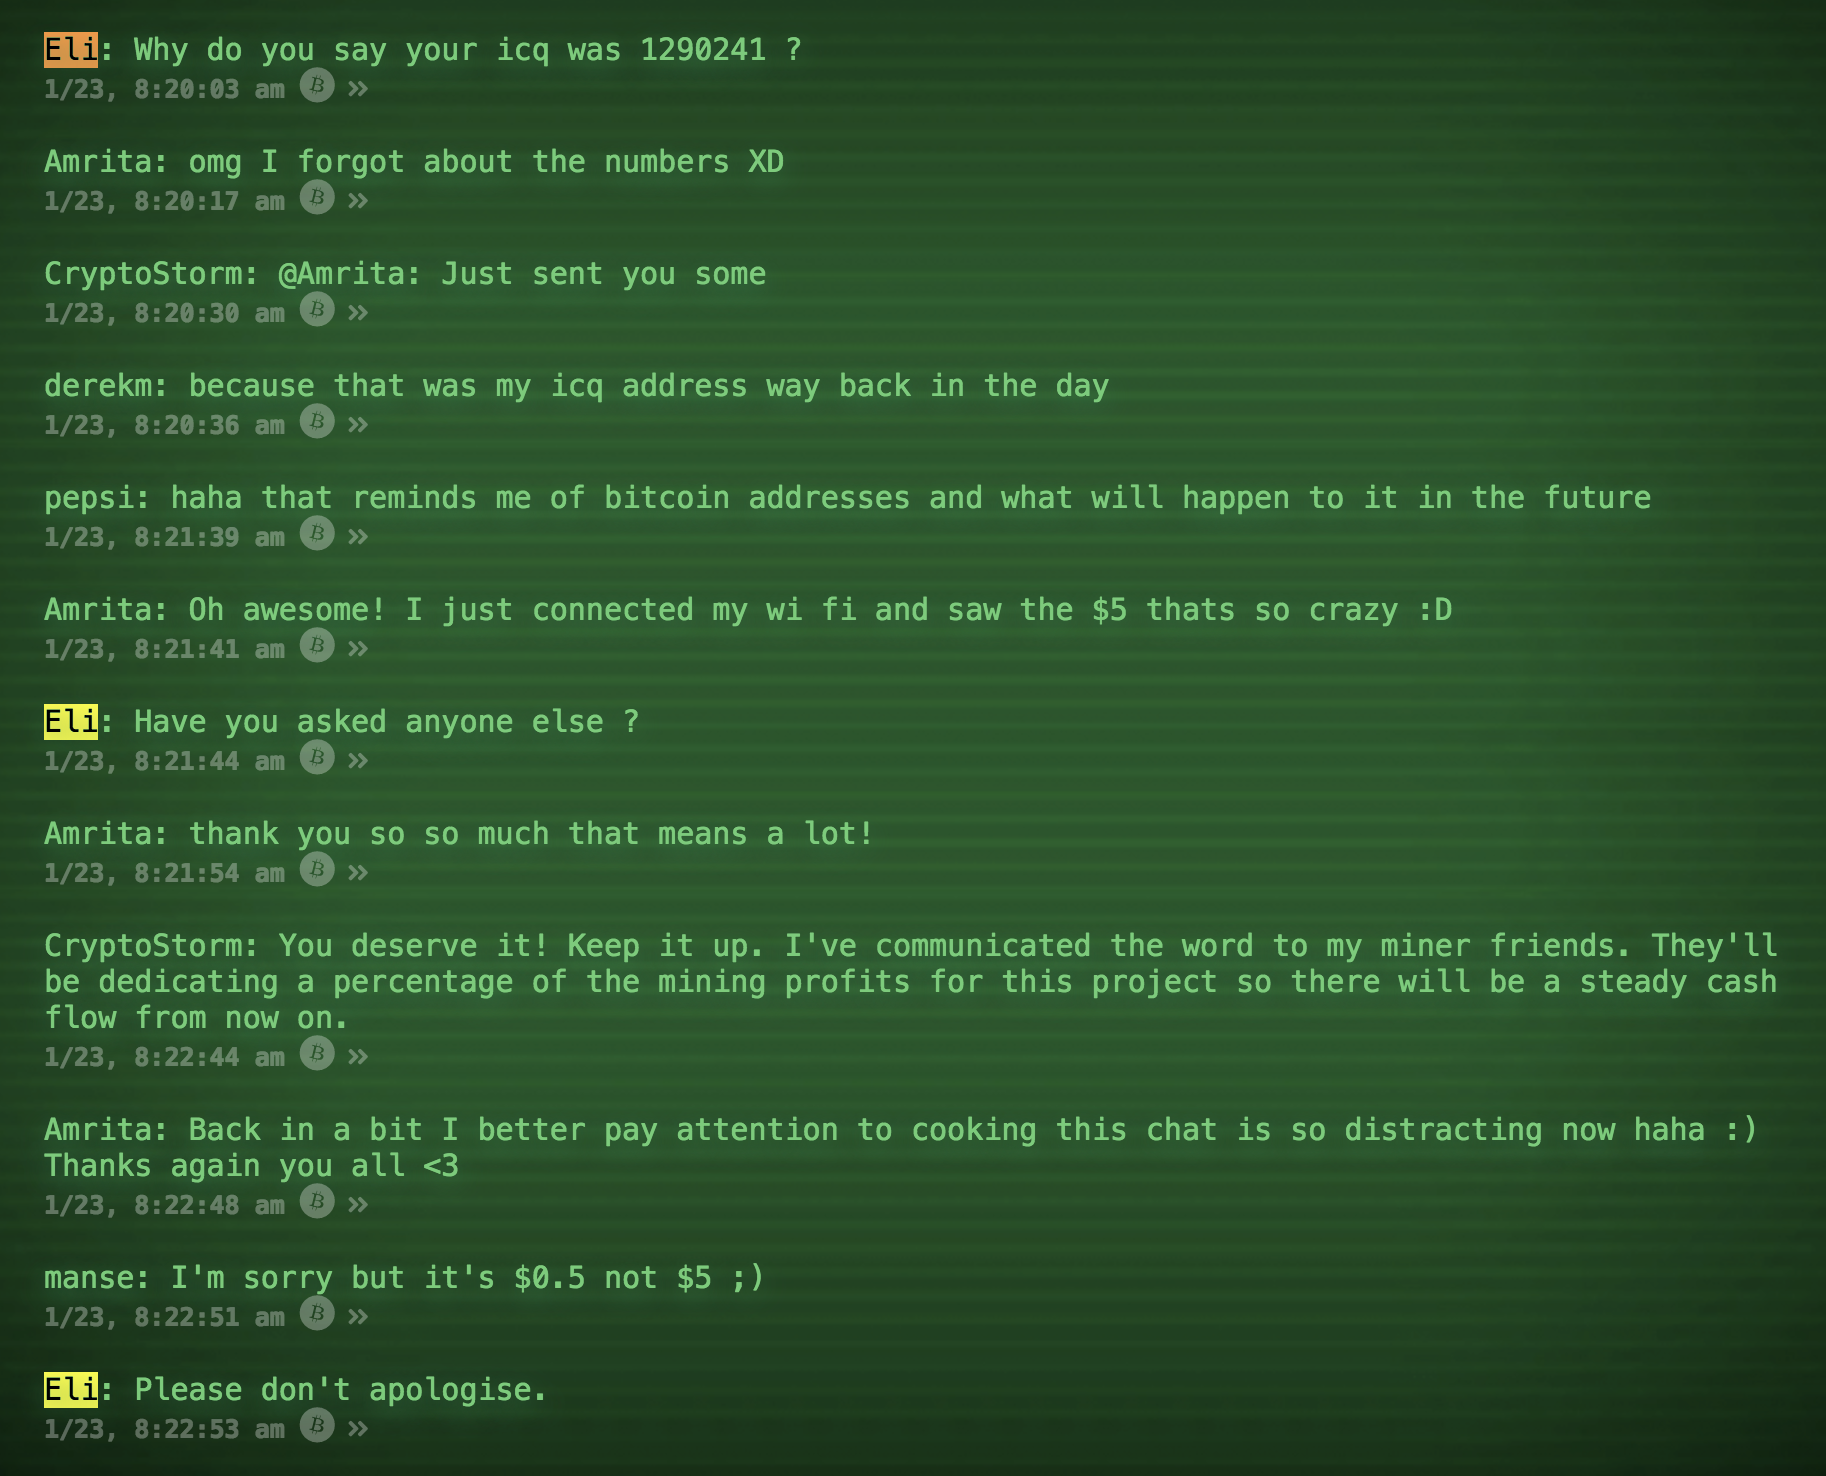 Eli: Why do you say your icq was 1290241 ?
1/23, 8:20:03 am ₿ »
Amrita: omg I forgot about the numbers XD
1/23, 8:20:17 am ₿ »
CryptoStorm: @Amrita: Just sent you some
1/23, 8:20:30 am ₿ »
derekm: because that was my icq address way back in the day
1/23, 8:20:36 am ₿ »
pepsi: haha that reminds me of bitcoin addresses and what will happen to it in the future
1/23, 8:21:39 am ₿ »
Amrita: Oh awesome! I just connected my wi fi and saw the $5 thats so crazy :D
1/23, 8:21:41 am ₿ »
Eli: Have you asked anyone else ?
1/23, 8:21:44 am ₿ »
Amrita: thank you so so much that means a lot!
1/23, 8:21:54 am ₿ »
CryptoStorm: You deserve it! Keep it up. I've communicated the word to my miner friends. They'll
be dedicating a percentage of the mining profits for this project so there will be a steady cash
flow from now on.
1/23, 8:22:44 am ₿ »
Amrita: Back in a bit I better pay attention to cooking this chat is so distracting now haha :)
Thanks again you all <3
1/23, 8:22:48 am ₿ »
manse: I'm sorry but it's $0.5 not $5 ;)
1/23, 8:22:51 am ₿ »
Eli: Please don't apologise.
1/23, 8:22:53 am ₿ »